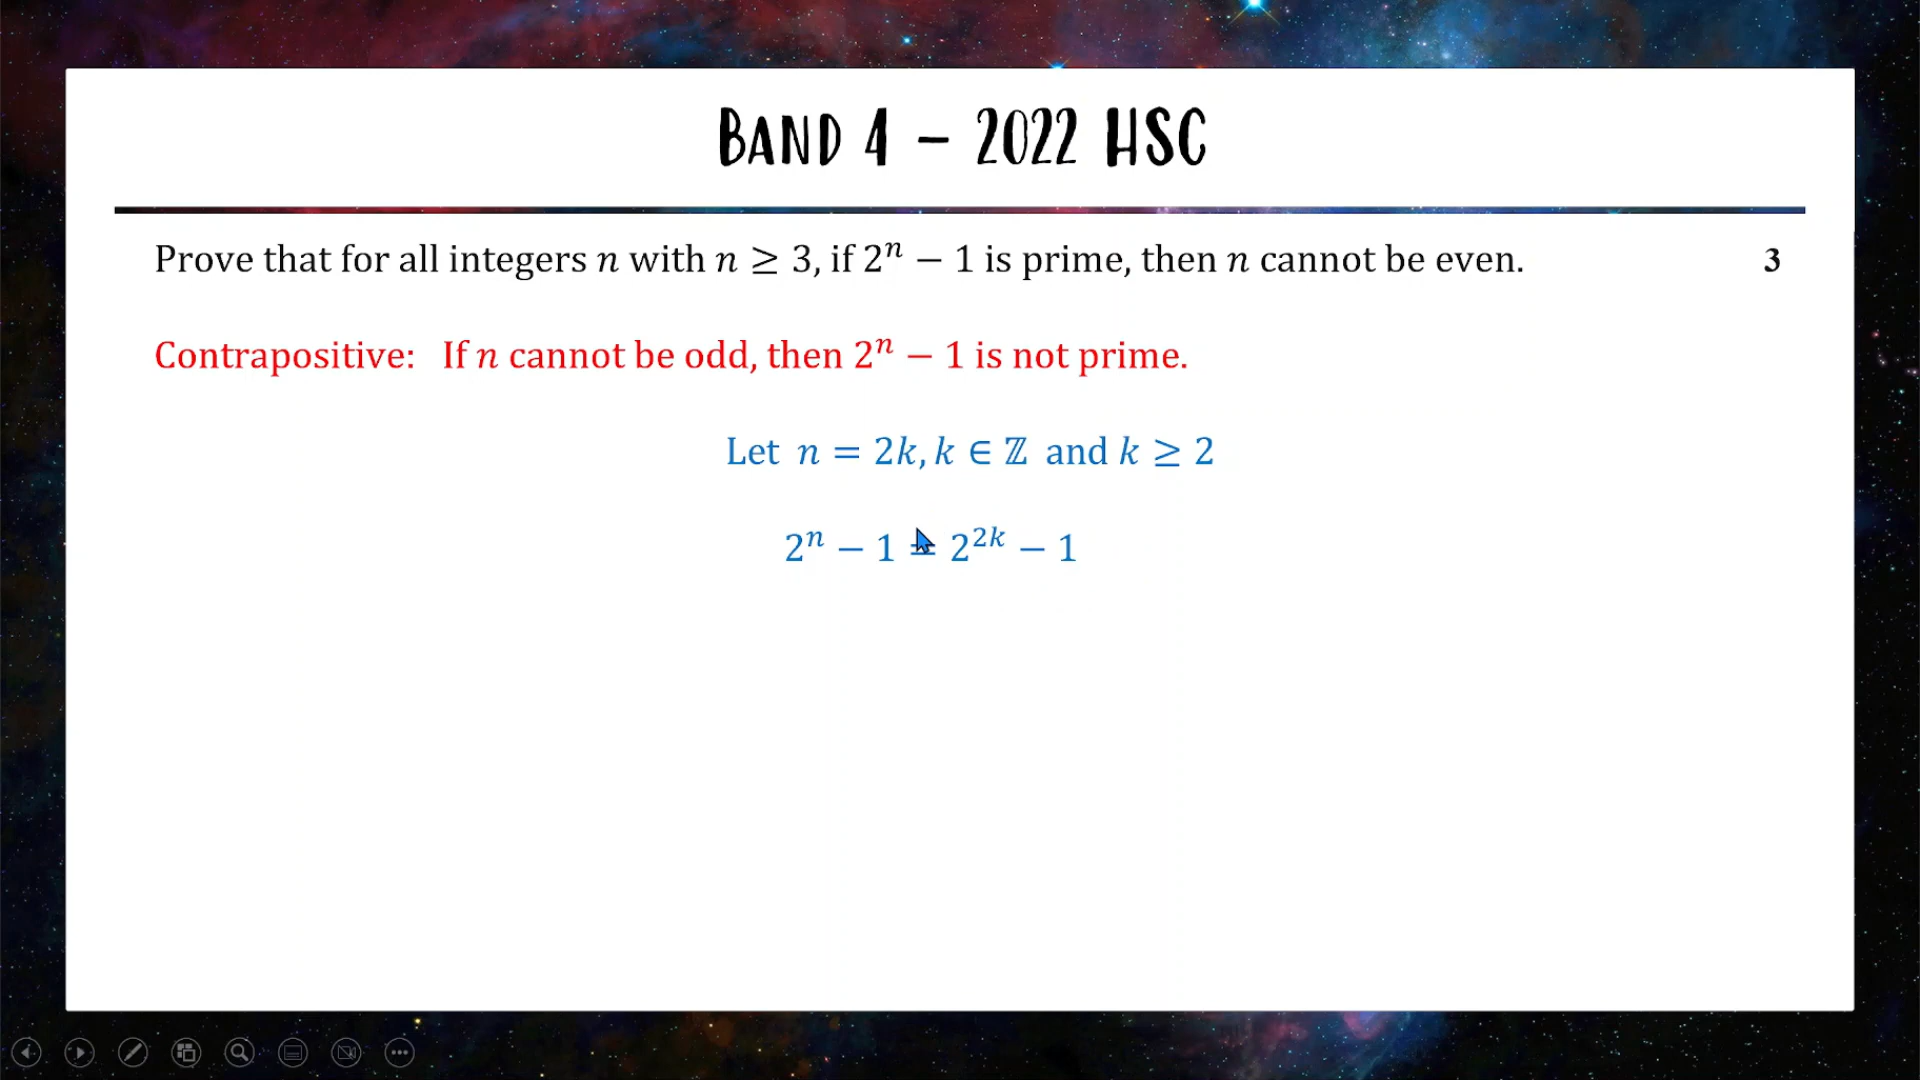 BAND 4 – 2022 HSC
Prove that for all integers n with n ≥ 3, if 2ⁿ − 1 is prime, then n cannot be even. 3
Contrapositive: If n cannot be odd, then 2ⁿ − 1 is not prime.
Let n = 2k, k ∈ ℤ and k ≥ 2
2ⁿ − 1 = 2²ᵏ − 1